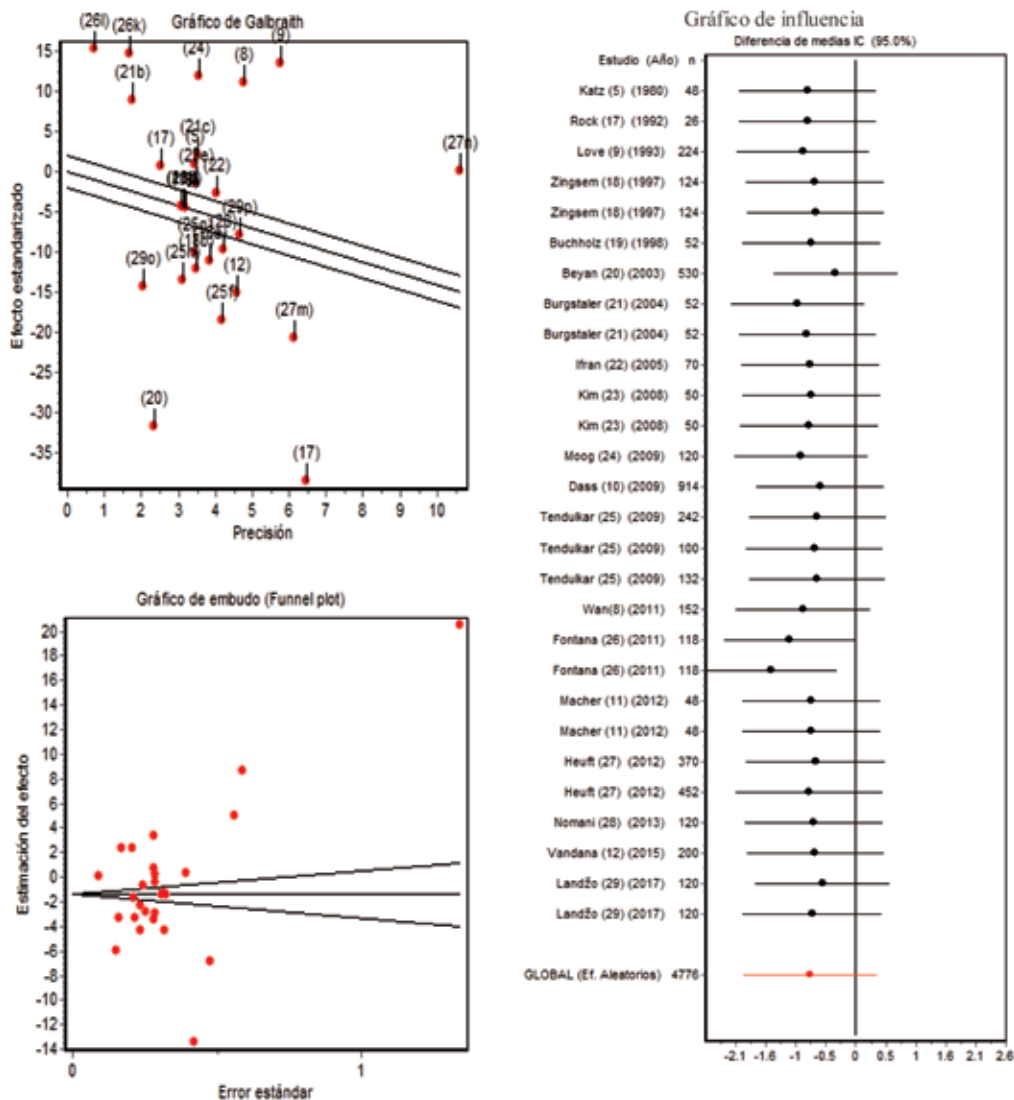 Gráfico de Galbraith
(26l)
(26k)
(24)
(9)
(8)
(21b)
(21c)
(5)
(17)
(22)
(27n)
(29p)
(29o)
(12)
(25f)
(27m)
(20)
(17)
15
10
5
0
-5
-10
-15
-20
-25
-30
-35
Efecto estandarizado
0 1 2 3 4 5 6 7 8 9 10
Precisión
Gráfico de embudo (Funnel plot)
20
18
16
14
12
10
8
6
4
2
0
-2
-4
-6
-8
-10
-12
-14
Estimación del efecto
0 1
Error estándar
Gráfico de influencia
Diferencia de medias IC (95.0%)
Estudio (Año) n
Katz (5) (1980) 48
Rock (17) (1992) 26
Love (9) (1993) 224
Zingsem (18) (1997) 124
Zingsem (18) (1997) 124
Buchholz (19) (1998) 52
Beyan (20) (2003) 530
Burgstaler (21) (2004) 52
Burgstaler (21) (2004) 52
Ifran (22) (2005) 70
Kim (23) (2008) 50
Kim (23) (2008) 50
Moog (24) (2009) 120
Dass (10) (2009) 914
Tendulkar (25) (2009) 242
Tendulkar (25) (2009) 100
Tendulkar (25) (2009) 132
Wan(8) (2011) 152
Fontana (26) (2011) 118
Fontana (26) (2011) 118
Macher (11) (2012) 48
Macher (11) (2012) 48
Heuft (27) (2012) 370
Heuft (27) (2012) 452
Nomani (28) (2013) 120
Vandana (12) (2015) 200
Landžo (29) (2017) 120
Landžo (29) (2017) 120
GLOBAL (Ef. Aleatorios) 4776
-2.1 -1.6 -1 -0.5 0 0.5 1 1.5 2.1 2.6